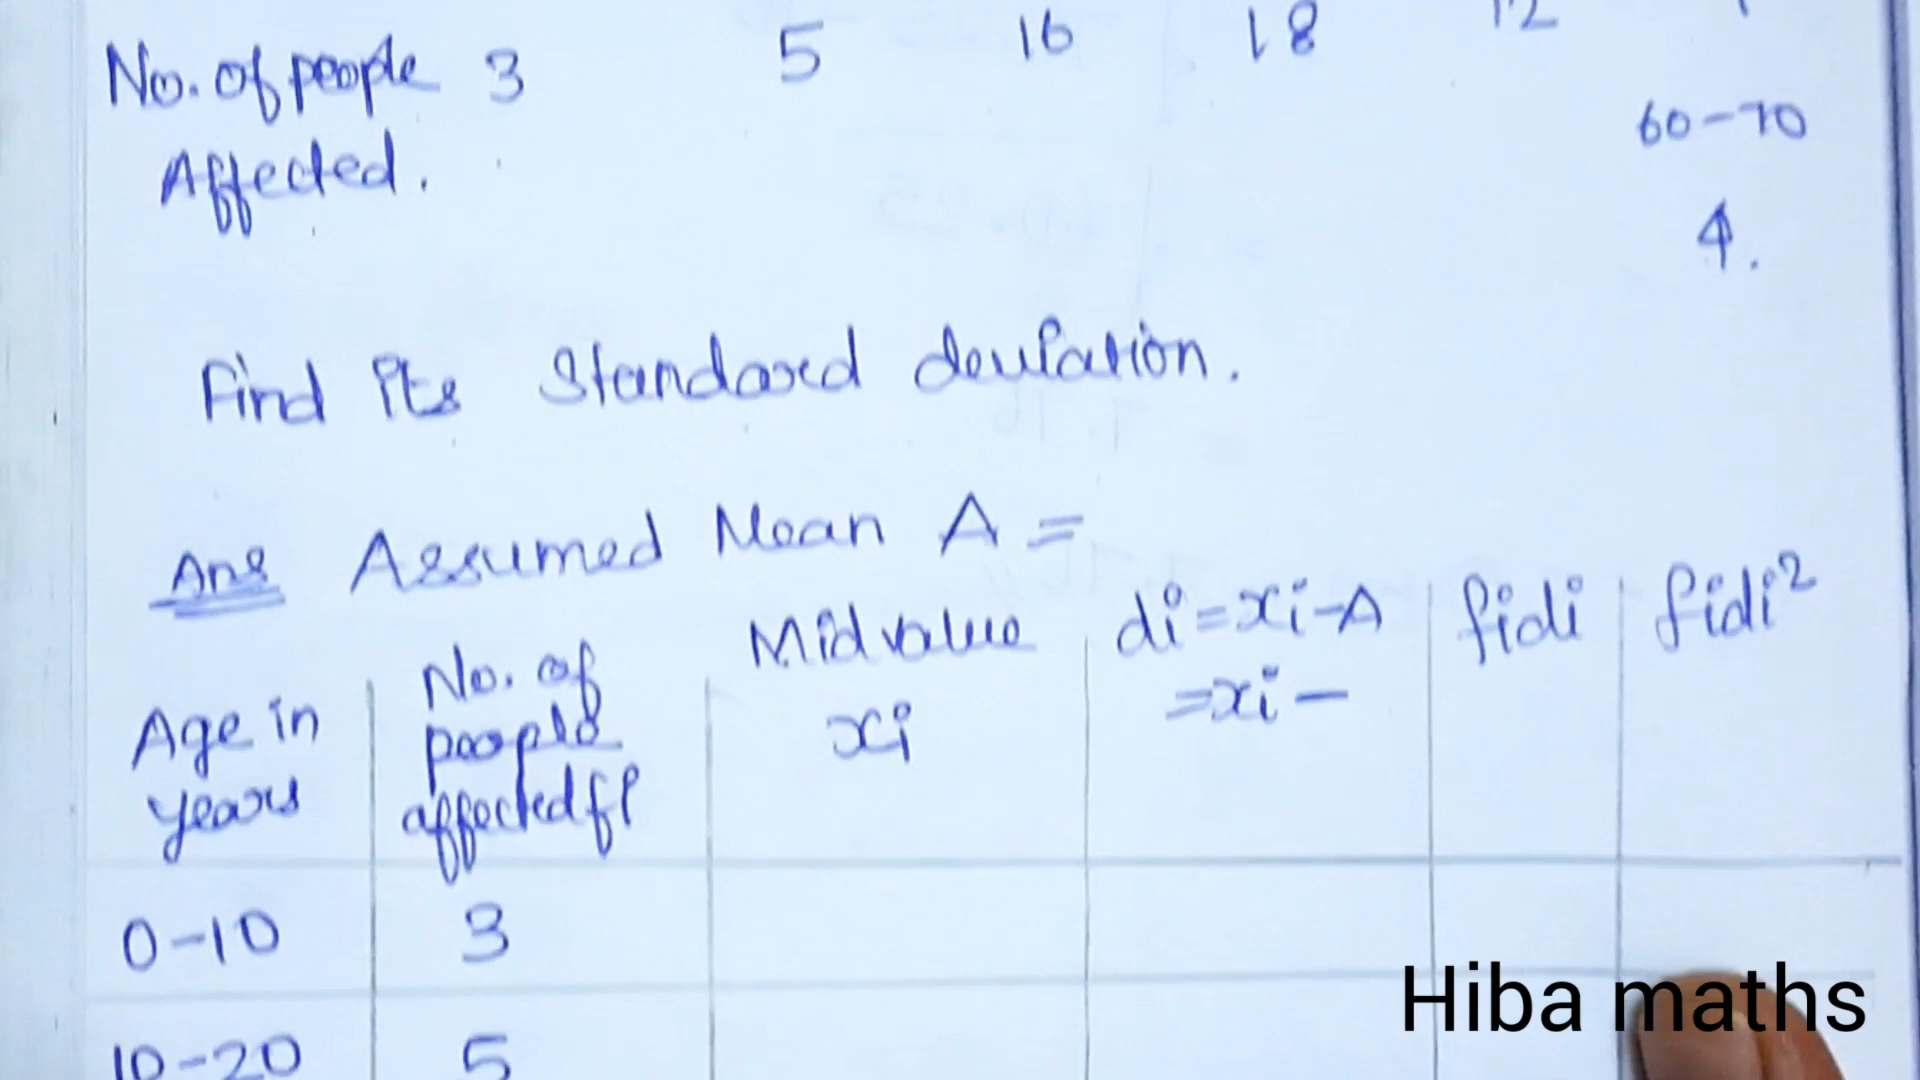 No. of people 3 5 16 18 12
Affected.
60-70
4.
Find its Standard deviation.
Ans Assumed Mean A =
Age in years
No. of people affected fi
Mid value xi
di = xi - A
= xi -
fidi
fidi²
0-10 3
10-20 5
Hiba maths